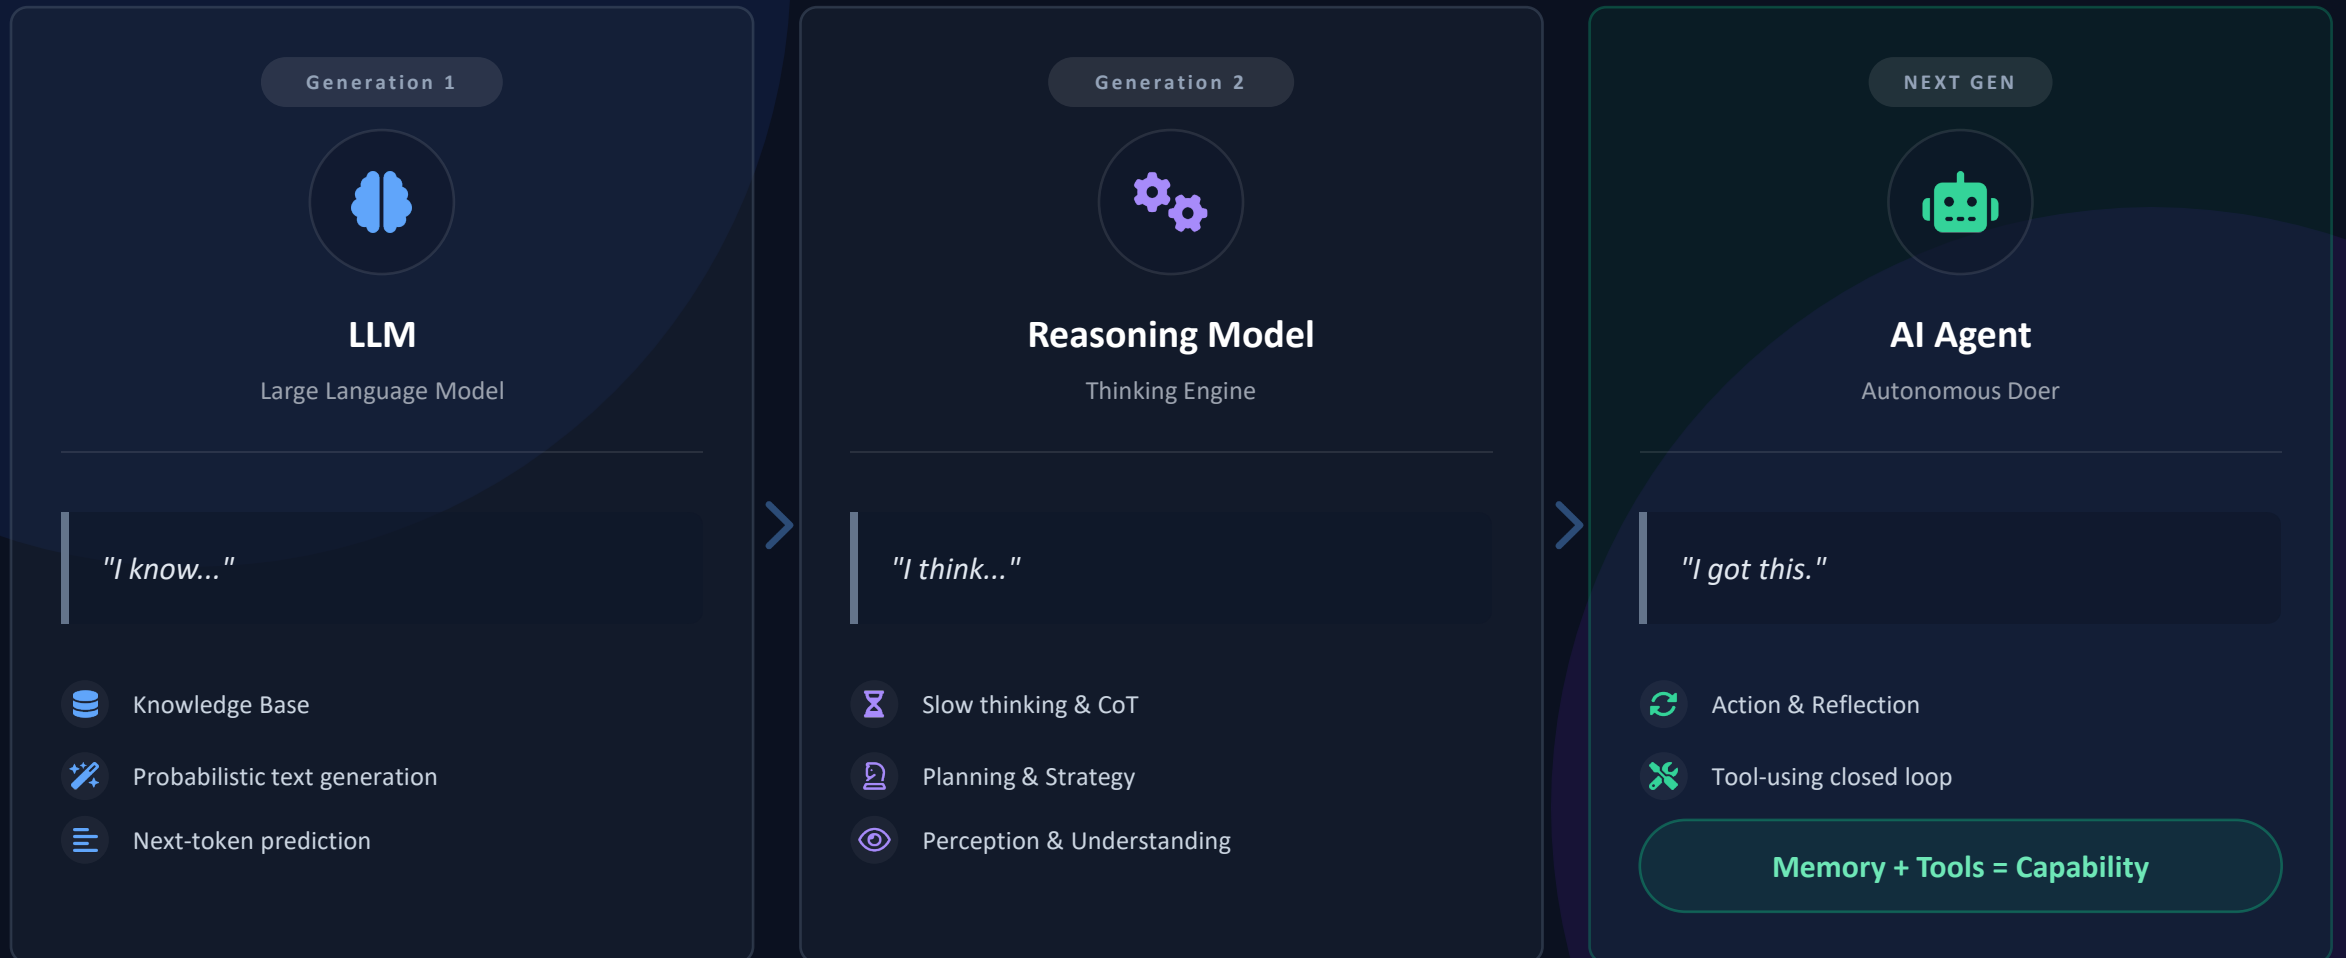 Generation 1
LLM
Large Language Model
"I know..."
Knowledge Base
Probabilistic text generation
Next-token prediction
Generation 2
Reasoning Model
Thinking Engine
"I think..."
Slow thinking & CoT
Planning & Strategy
Perception & Understanding
NEXT GEN
AI Agent
Autonomous Doer
"I got this."
Action & Reflection
Tool-using closed loop
Memory + Tools = Capability